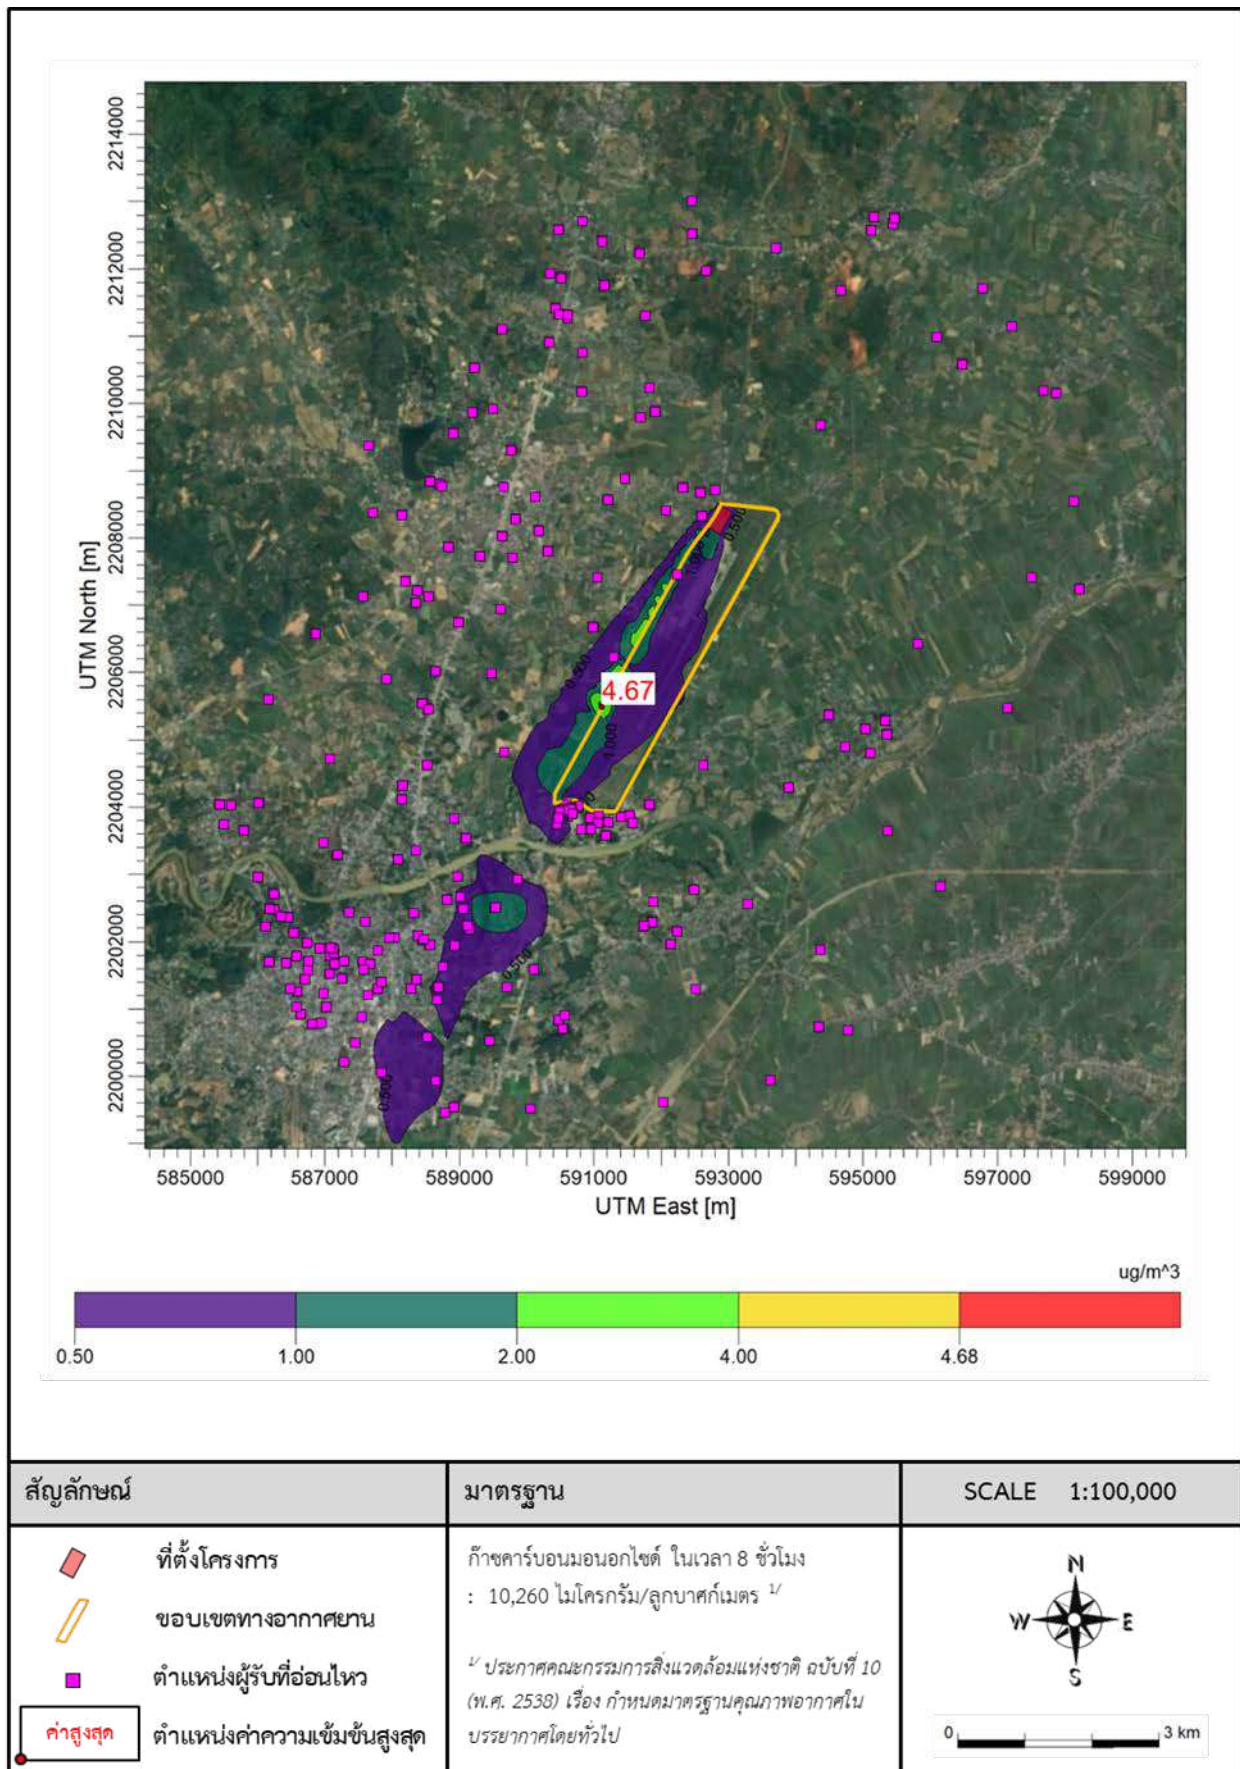 2214000
2212000
2210000
2208000
2206000
2204000
2202000
2200000
UTM North [m]
0.500
1.000
0.500
4.67
1.000
0.500
0.500
585000 587000 589000 591000 593000 595000 597000 599000
UTM East [m]
ug/m^3
0.50 1.00 2.00 4.00 4.68
สัญลักษณ์
ที่ตั้งโครงการ
ขอบเขตทางอากาศยาน
ตำแหน่งผู้รับที่อ่อนไหว
ค่าสูงสุด ตำแหน่งค่าความเข้มข้นสูงสุด
มาตรฐาน
ก๊าซคาร์บอนมอนอกไซด์ ในเวลา 8 ชั่วโมง
: 10,260 ไมโครกรัม/ลูกบาศก์เมตร 1/
1/ ประกาศคณะกรรมการสิ่งแวดล้อมแห่งชาติ ฉบับที่ 10
(พ.ศ. 2538) เรื่อง กำหนดมาตรฐานคุณภาพอากาศใน
บรรยากาศโดยทั่วไป
SCALE 1:100,000
N
W E
S
0 3 km